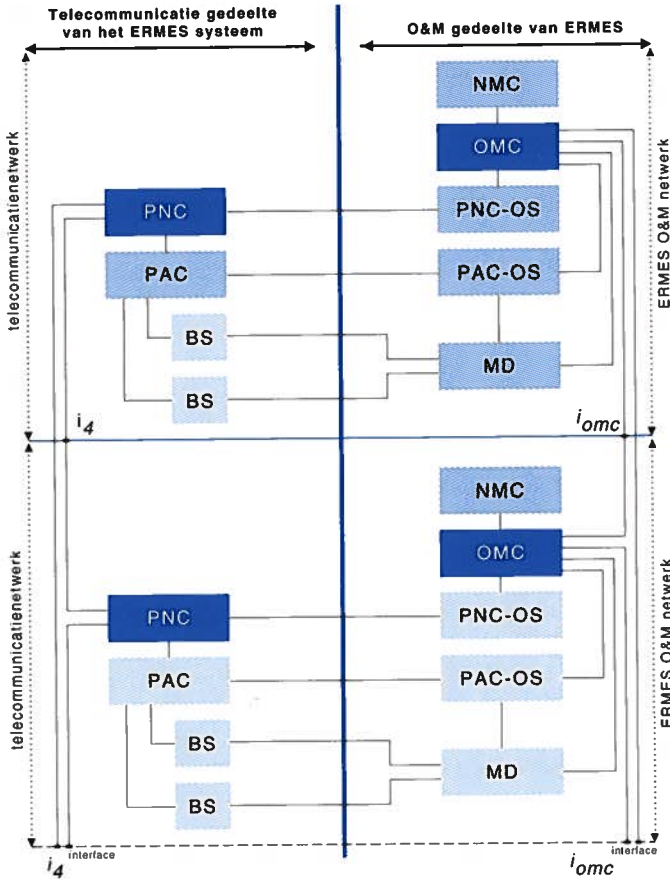 Telecommunicatie gedeelte
van het ERMES systeem
O&M gedeelte van ERMES
telecommunicatienetwerk
ERMES O&M netwerk
NMC
OMC
PNC
PNC-OS
PAC
PAC-OS
BS
MD
BS
i4
iomc
telecommunicatienetwerk
ERMES O&M netwerk
NMC
OMC
PNC
PNC-OS
PAC
PAC-OS
BS
MD
BS
i4 interface
iomc interface